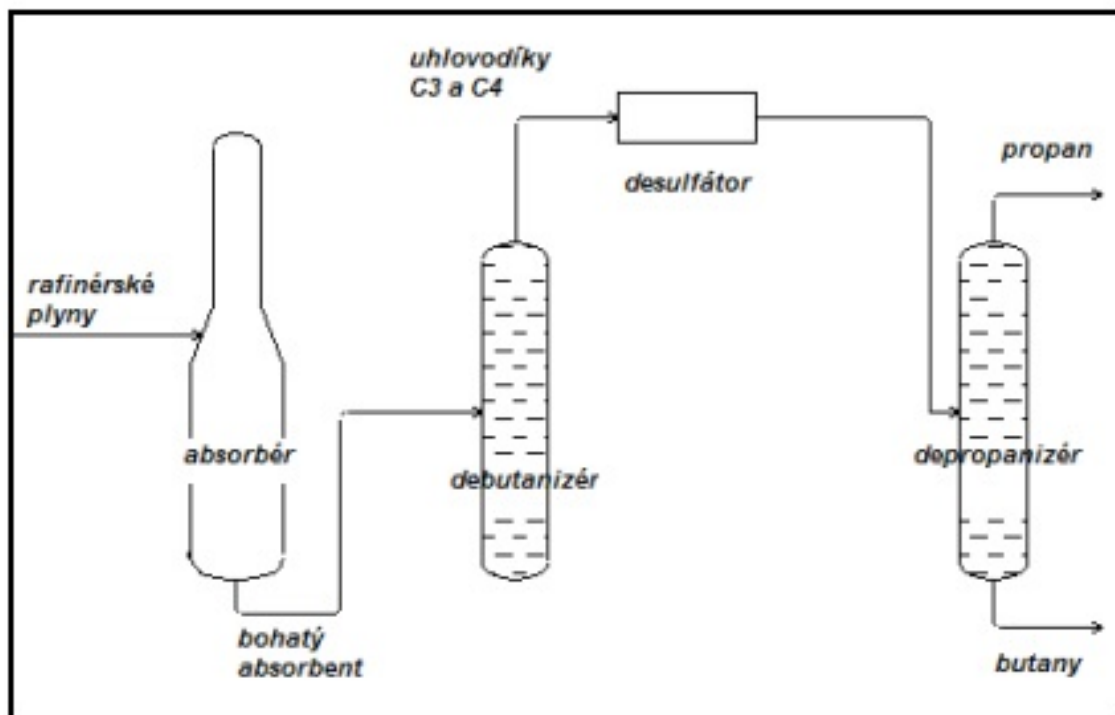 uhlovodíky
C3 a C4
desulfátor
propan
rafinérské
plyny
absorbér
debutanizér
depropanizér
bohatý
absorbent
butany